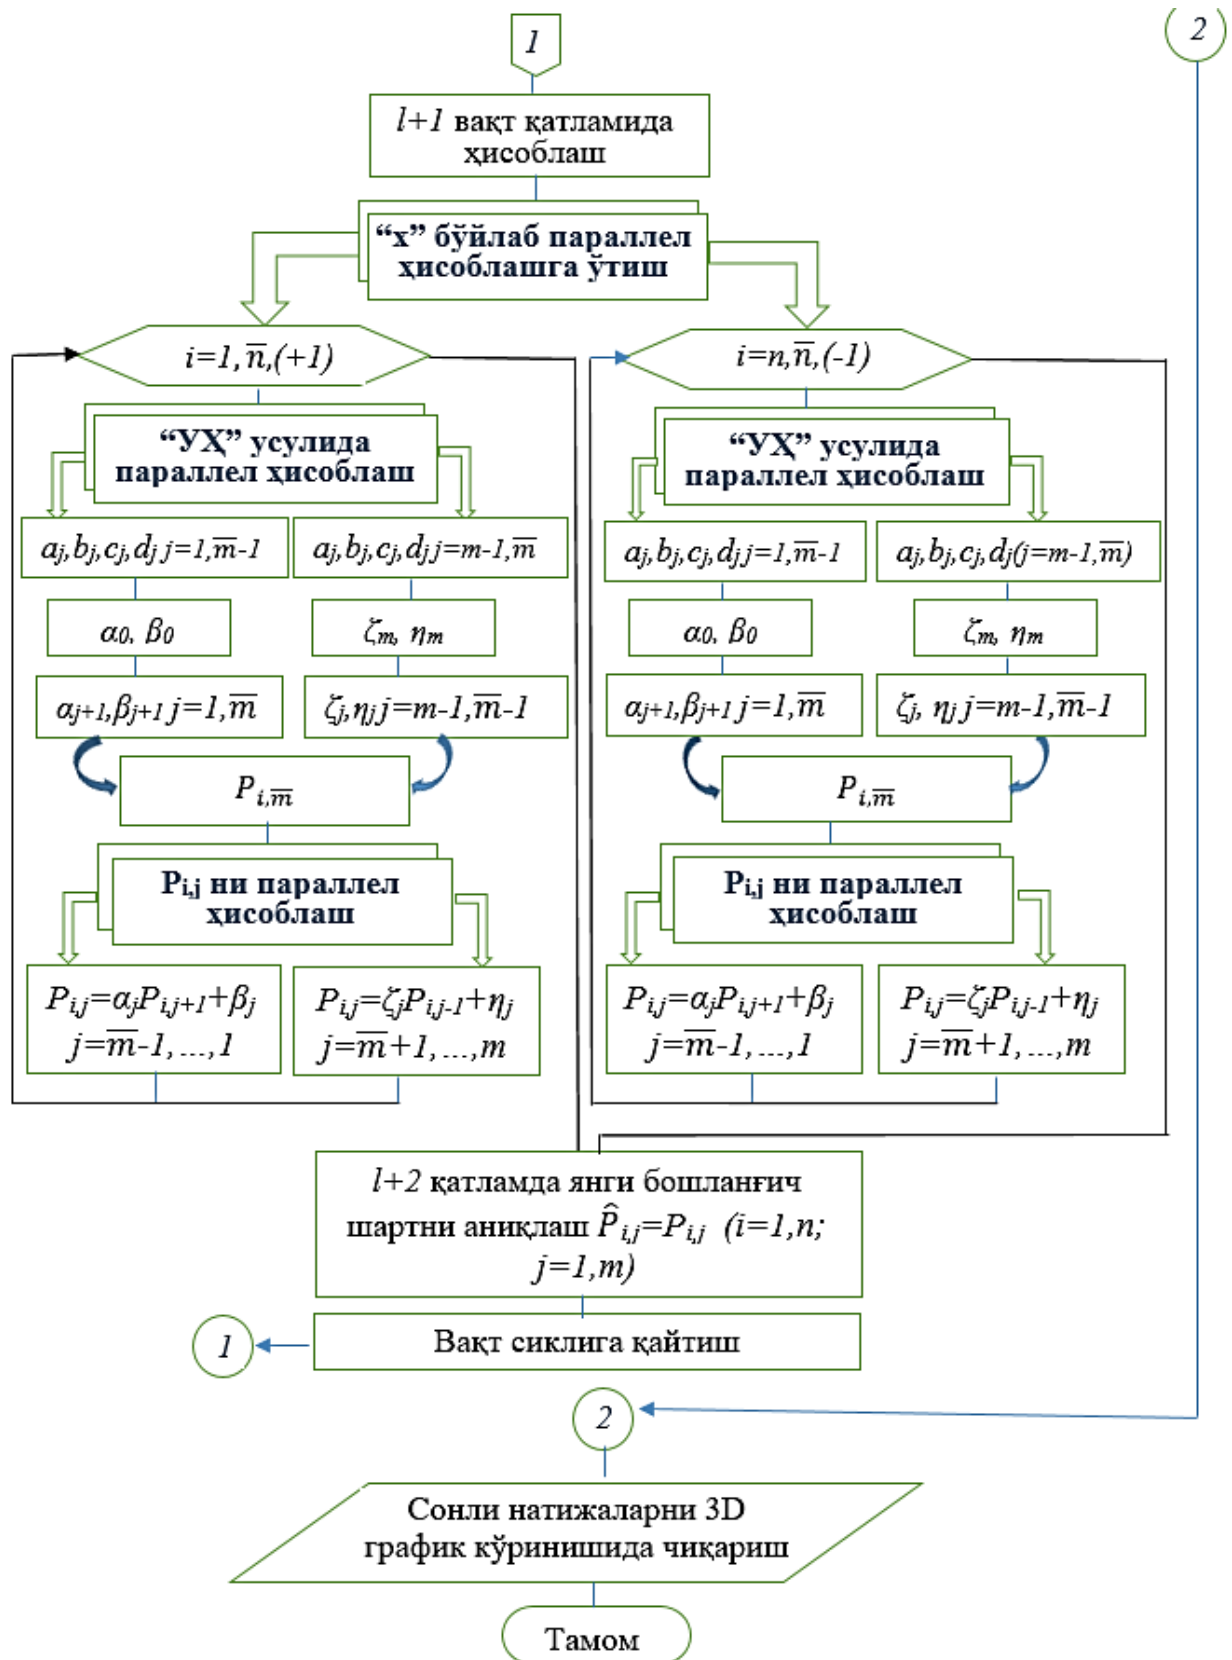 1
2
l+1 вақт қатламида
ҳисоблаш
“x” бўйлаб параллел
ҳисоблашга ўтиш
i=1,n̅,(+1)
“УҲ” усулида
параллел ҳисоблаш
aj,bj,cj,dj j=1,m̅-1
aj,bj,cj,dj j=m-1,m̅
α0, β0
ζm, ηm
αj+1,βj+1 j=1,m̅
ζj,ηj j=m-1,m̅-1
Pi,m̅
Pi,j ни параллел
ҳисоблаш
Pi,j=αjPi,j+1+βj
j=m̅-1,...,1
Pi,j=ζjPi,j-1+ηj
j=m̅+1,...,m
i=n,n̅,(-1)
“УҲ” усулида
параллел ҳисоблаш
aj,bj,cj,dj j=1,m̅-1
aj,bj,cj,dj(j=m-1,m̅)
α0, β0
ζm, ηm
αj+1,βj+1 j=1,m̅
ζj, ηj j=m-1,m̅-1
Pi,m̅
Pi,j ни параллел
ҳисоблаш
Pi,j=αjPi,j+1+βj
j=m̅-1,...,1
Pi,j=ζjPi,j-1+ηj
j=m̅+1,...,m
l+2 қатламда янги бошланғич
шартни аниқлаш P̂i,j=Pi,j (i=1,n;
j=1,m)
1
Вақт сиклига қайтиш
2
Сонли натижаларни 3D
график кўринишида чиқариш
Тамом